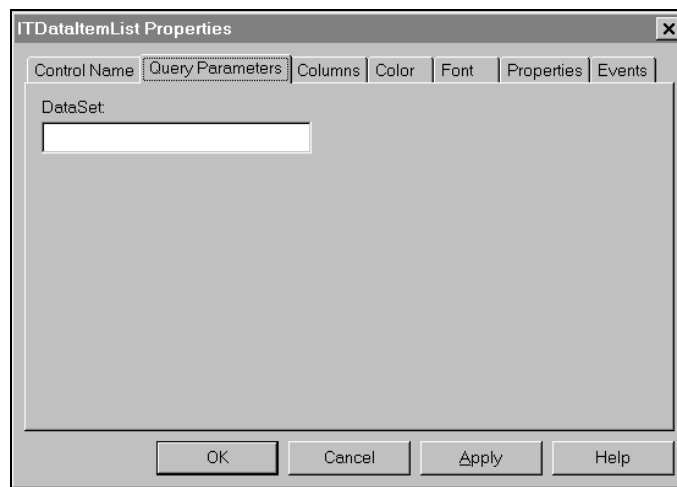 ITDataItemList Properties
Control Name Query Parameters Columns Color Font Properties Events
DataSet:
OK Cancel Apply Help